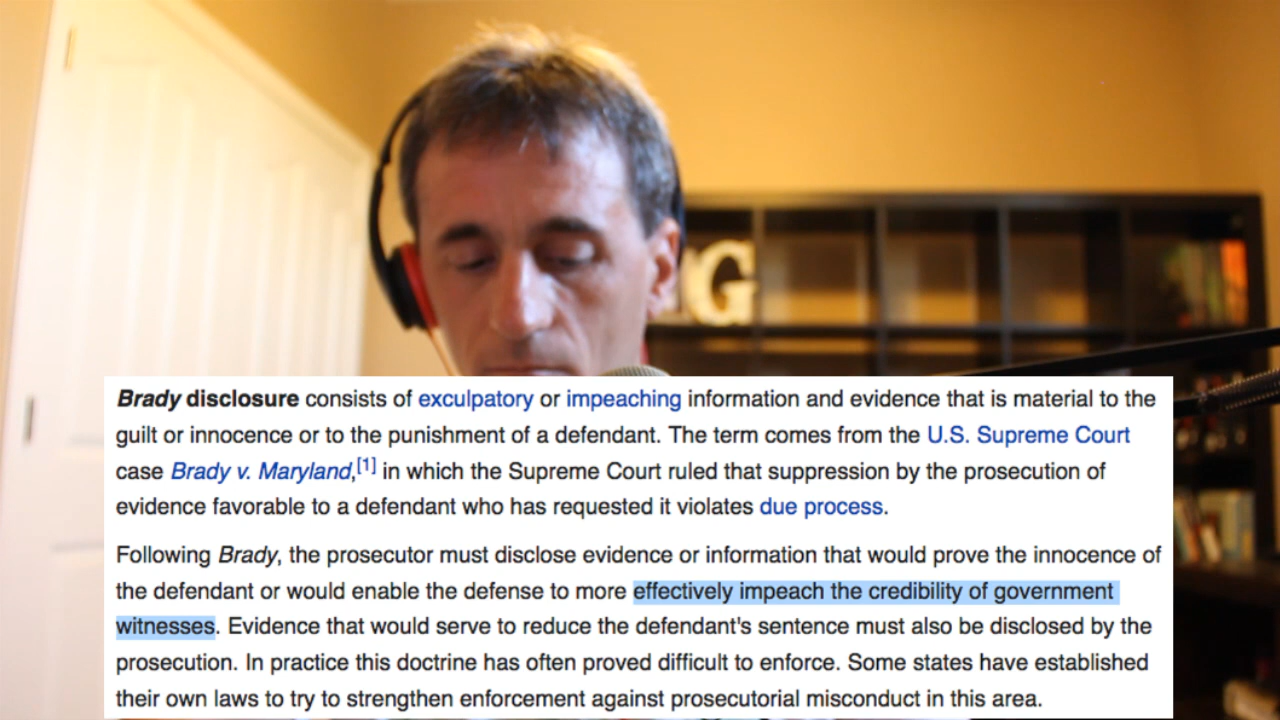 G
Brady disclosure consists of exculpatory or impeaching information and evidence that is material to the
guilt or innocence or to the punishment of a defendant. The term comes from the U.S. Supreme Court
case Brady v. Maryland,[1] in which the Supreme Court ruled that suppression by the prosecution of
evidence favorable to a defendant who has requested it violates due process.
Following Brady, the prosecutor must disclose evidence or information that would prove the innocence of
the defendant or would enable the defense to more effectively impeach the credibility of government
witnesses. Evidence that would serve to reduce the defendant's sentence must also be disclosed by the
prosecution. In practice this doctrine has often proved difficult to enforce. Some states have established
their own laws to try to strengthen enforcement against prosecutorial misconduct in this area.